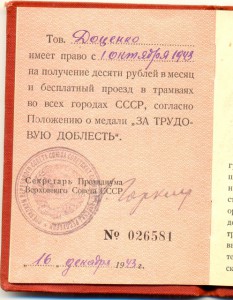 Тов. Доценко
имеет право с 1 октября 1943
на получение десяти рублей в месяц
и бесплатный проезд в трамваях
во всех городах СССР, согласно
Положению о медали „ЗА ТРУДО-
ВУЮ ДОБЛЕСТЬ".
Секретарь Президиума
Верховного Совета СССР
Горкин
№ 026581
„16" декабря 1943 г.